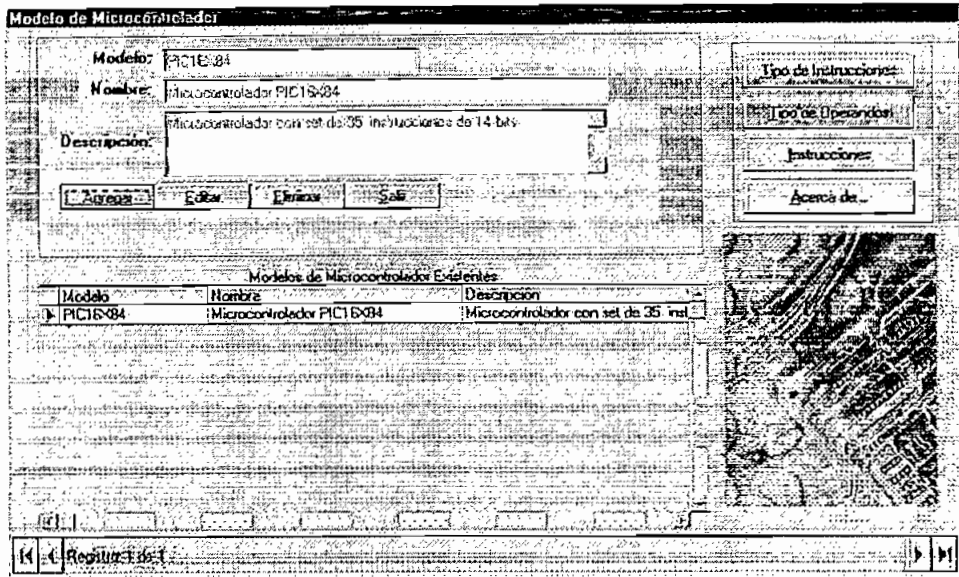 Modelo de Microcontrolador
Modelo: PIC16X84
Nombre: Microcontrolador PIC16X84
Descripción: Microcontrolador con set de 35 instrucciones de 14 bits
Agregar Editar Eliminar Salir
Tipo de Instrucciones
Tipo de Operandos
Instrucciones
Acerca de...
Modelos de Microcontrolador Existentes
Modelo Nombre Descripción
PIC16X84 Microcontrolador PIC16X84 Microcontrolador con set de 35 inst
Registro: 1 de 1